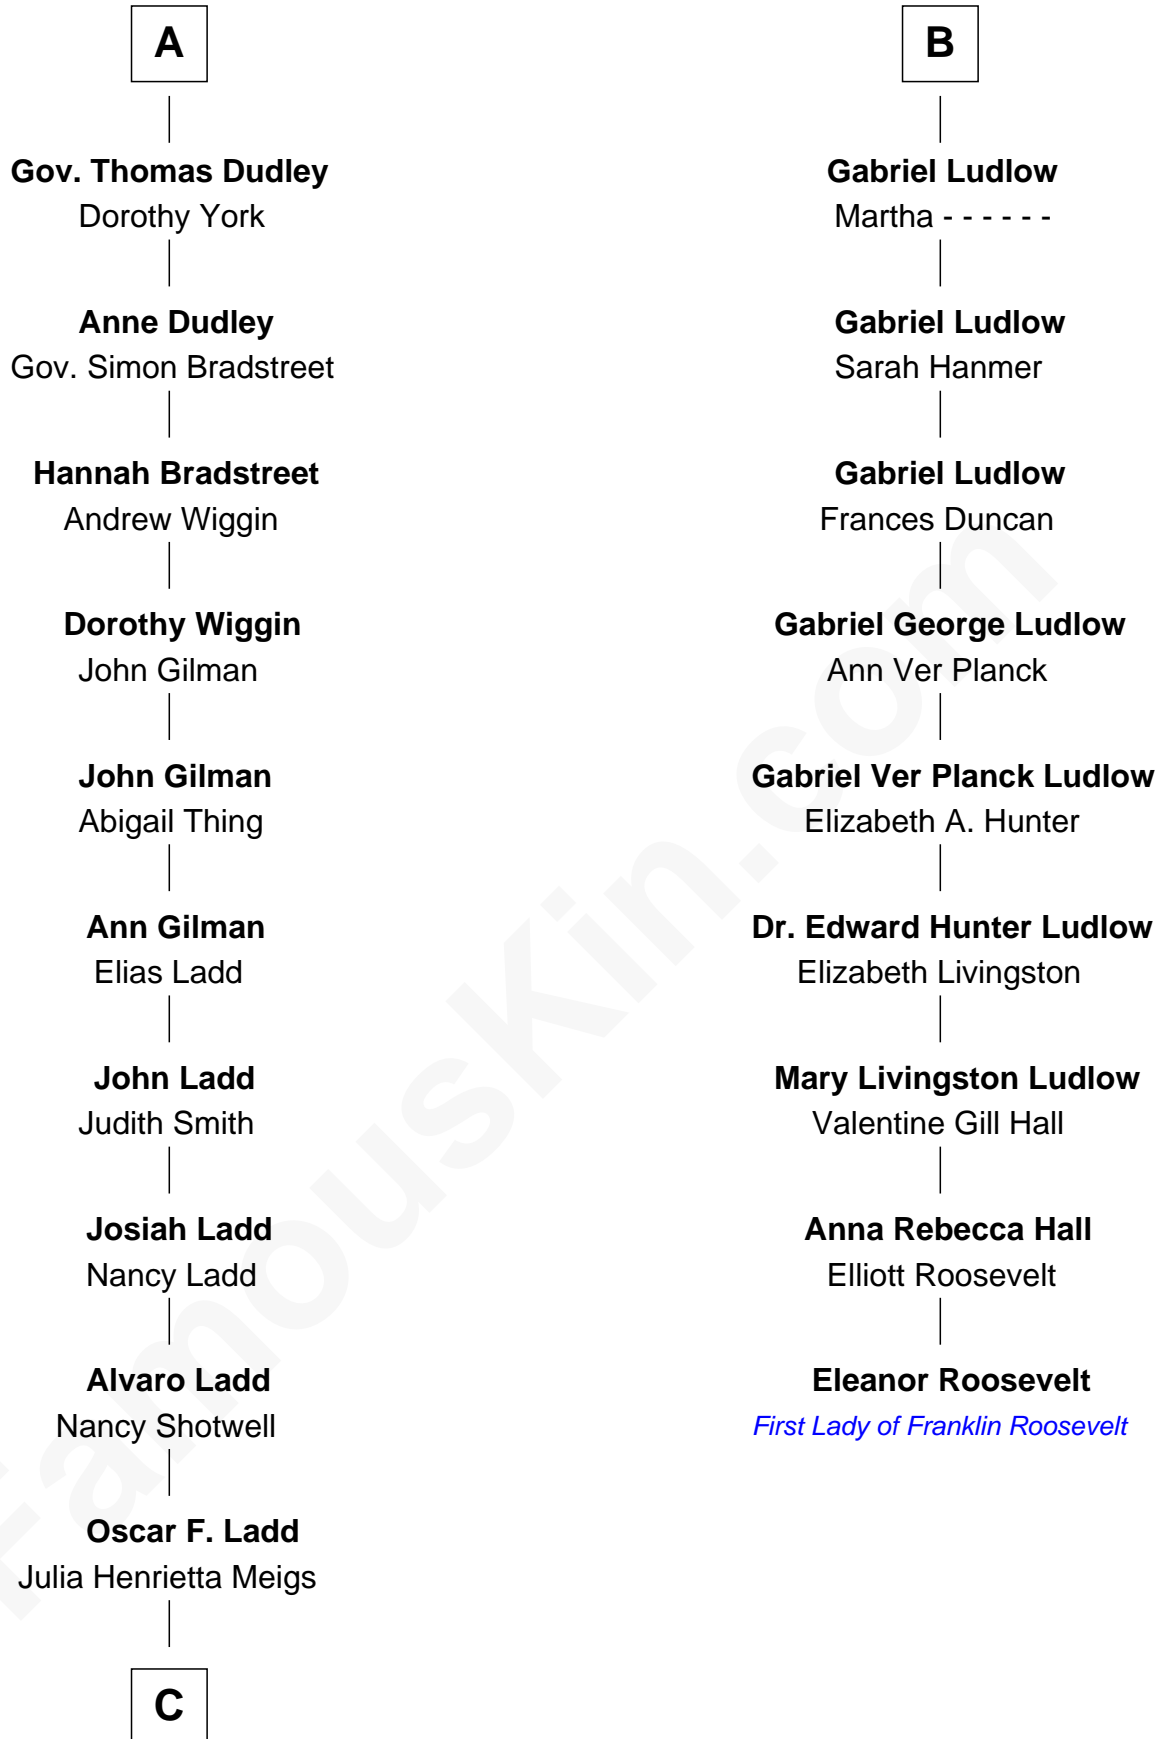 A
Gov. Thomas Dudley
Dorothy York
Anne Dudley
Gov. Simon Bradstreet
Hannah Bradstreet
Andrew Wiggin
Dorothy Wiggin
John Gilman
John Gilman
Abigail Thing
Ann Gilman
Elias Ladd
John Ladd
Judith Smith
Josiah Ladd
Nancy Ladd
Alvaro Ladd
Nancy Shotwell
Oscar F. Ladd
Julia Henrietta Meigs
C
B
Gabriel Ludlow
Martha - - - - - -
Gabriel Ludlow
Sarah Hanmer
Gabriel Ludlow
Frances Duncan
Gabriel George Ludlow
Ann Ver Planck
Gabriel Ver Planck Ludlow
Elizabeth A. Hunter
Dr. Edward Hunter Ludlow
Elizabeth Livingston
Mary Livingston Ludlow
Valentine Gill Hall
Anna Rebecca Hall
Elliott Roosevelt
Eleanor Roosevelt
First Lady of Franklin Roosevelt
FamousKin.com